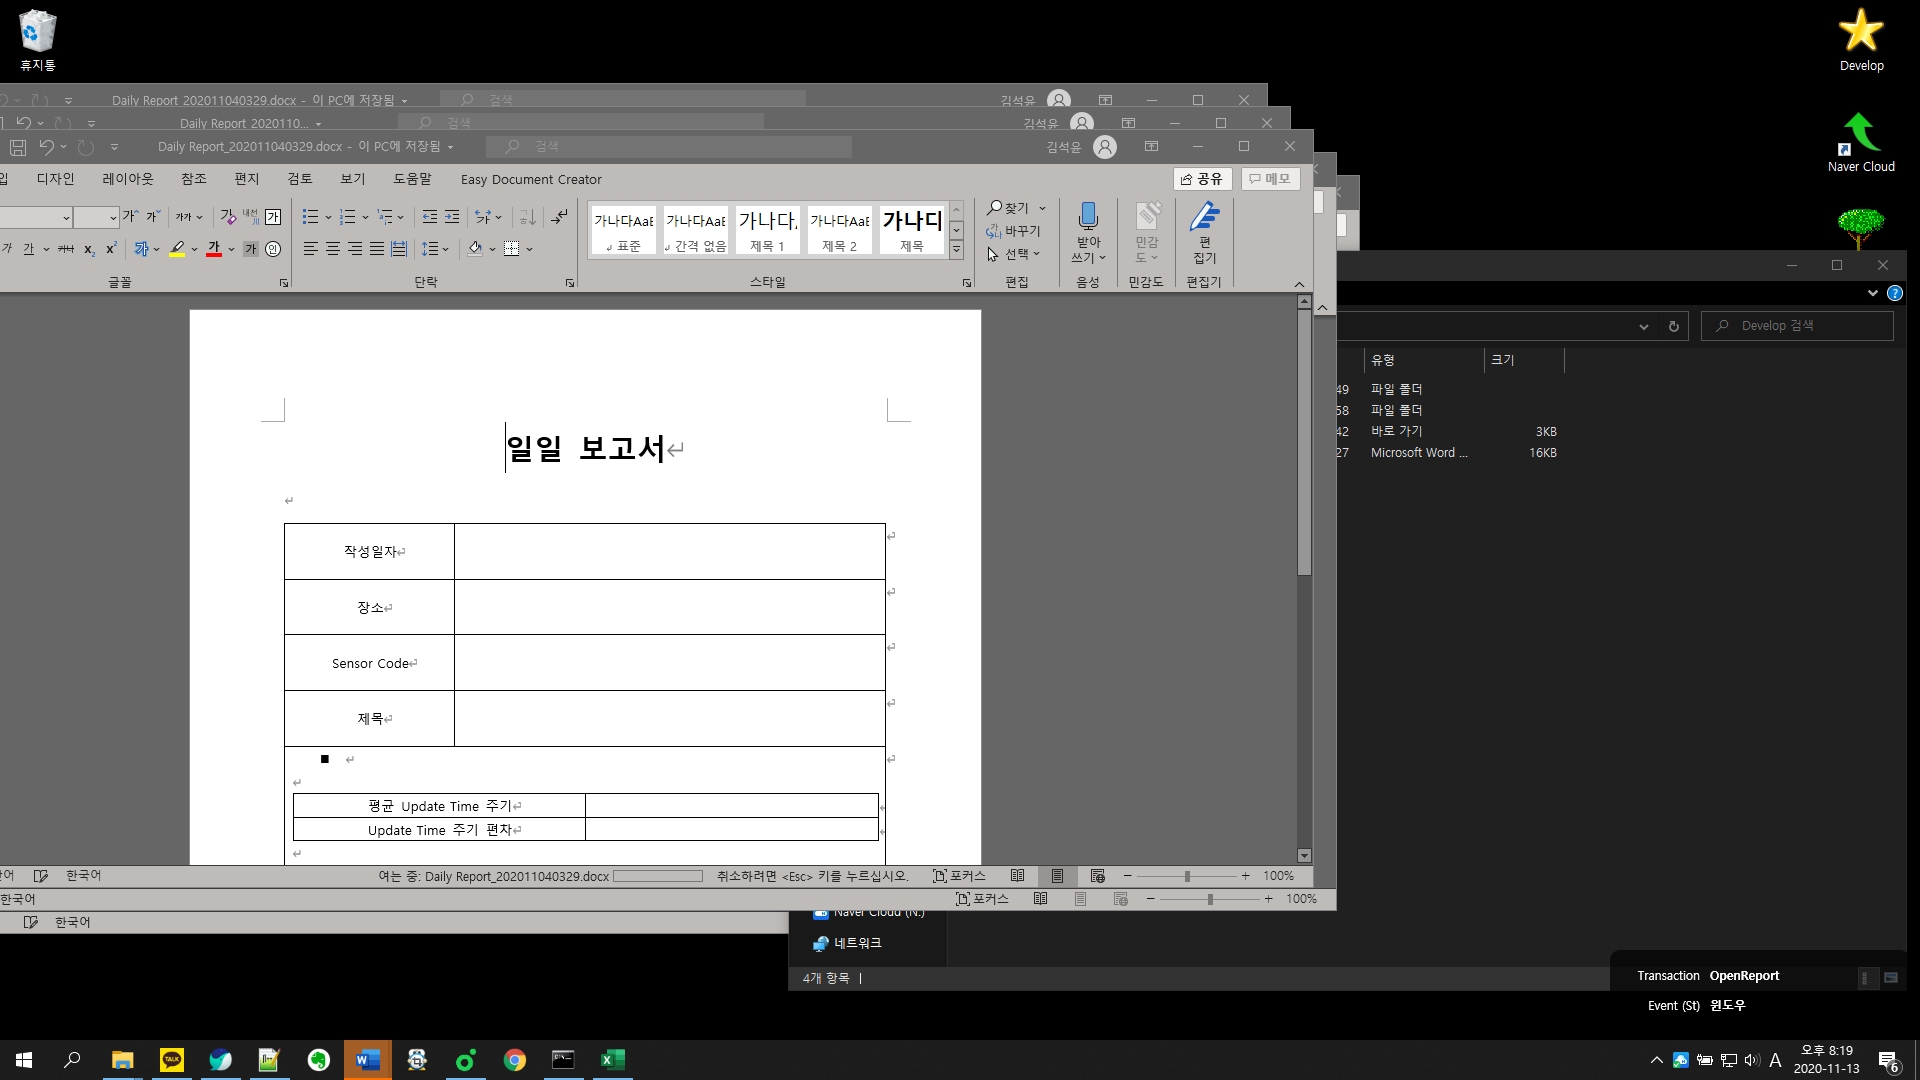 휴지통
Develop
Naver Cloud
Daily Report_202011040329.docx - 이 PC에 저장됨
검색
김석윤
Daily Report_2020110...
검색
김석윤
Daily Report_202011040329.docx - 이 PC에 저장됨
검색
김석윤
디자인 레이아웃 참조 편지 검토 보기 도움말 Easy Document Creator
공유 메모
글꼴
단락
가나다AaB
표준
가나다AaB
간격 없음
가나다
제목 1
가나다AaB
제목 2
가나다
제목
스타일
찾기
바꾸기
선택
편집
받아
쓰기
음성
민감
도
민감도
편
집기
편집기
일일 보고서
작성일자
장소
Sensor Code
제목
평균 Update Time 주기
Update Time 주기 편차
한국어 여는 중: Daily Report_202011040329.docx 취소하려면 <Esc> 키를 누르십시오. 포커스 100%
한국어 포커스 100%
한국어
Develop 검색
유형 크기
49 파일 폴더
58 파일 폴더
42 바로 가기 3KB
27 Microsoft Word ... 16KB
Naver Cloud (N:)
네트워크
4개 항목
Transaction OpenReport
Event (St) 윈도우
TALK
A
오후 8:19
2020-11-13
6